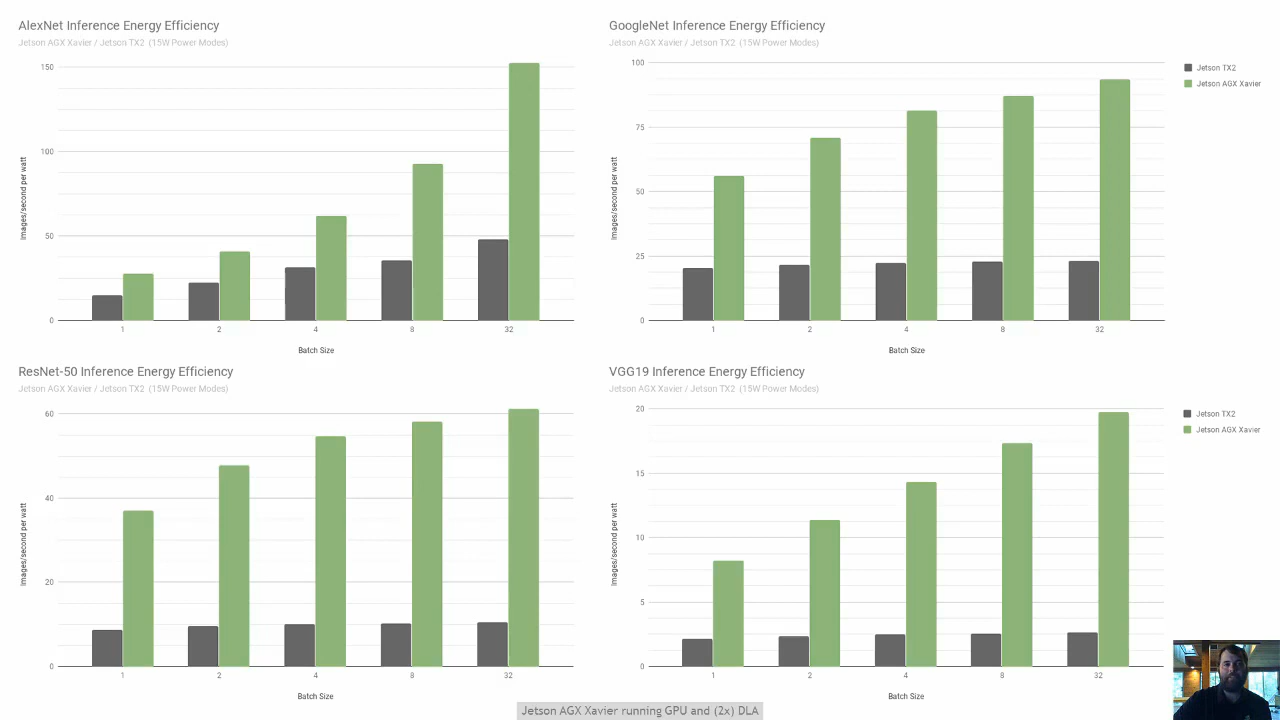 AlexNet Inference Energy Efficiency
Jetson AGX Xavier / Jetson TX2 (15W Power Modes)
150
100
50
0
Images/second per watt
1 2 4 8 32
Batch Size
GoogleNet Inference Energy Efficiency
Jetson AGX Xavier / Jetson TX2 (15W Power Modes)
100
75
50
25
0
Images/second per watt
1 2 4 8 32
Batch Size
Jetson TX2
Jetson AGX Xavier
ResNet-50 Inference Energy Efficiency
Jetson AGX Xavier / Jetson TX2 (15W Power Modes)
60
40
20
0
Images/second per watt
1 2 4 8 32
Batch Size
VGG19 Inference Energy Efficiency
Jetson AGX Xavier / Jetson TX2 (15W Power Modes)
20
15
10
5
0
Images/second per watt
1 2 4 8 32
Batch Size
Jetson TX2
Jetson AGX Xavier
Jetson AGX Xavier running GPU and (2x) DLA